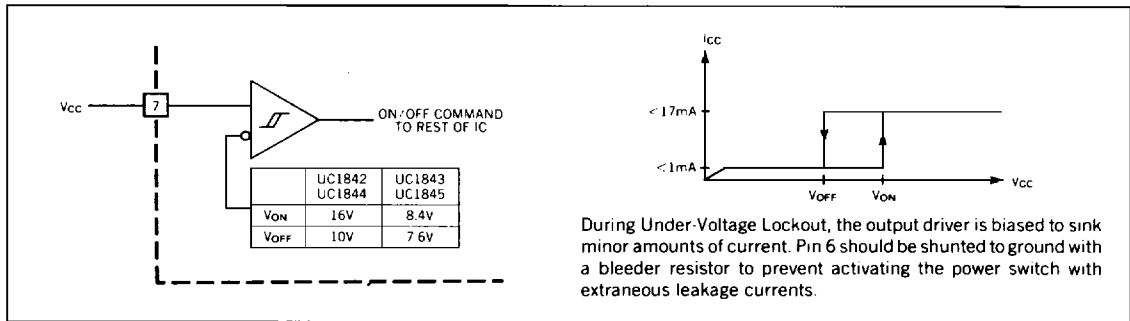 Vcc
7
ON/OFF COMMAND
TO REST OF IC
UC1842 UC1843
UC1844 UC1845
VON 16V 8.4V
VOFF 10V 7 6V
ICC
<17mA
<1mA
VOFF VON
VCC
During Under-Voltage Lockout, the output driver is biased to sink
minor amounts of current. Pin 6 should be shunted to ground with
a bleeder resistor to prevent activating the power switch with
extraneous leakage currents.